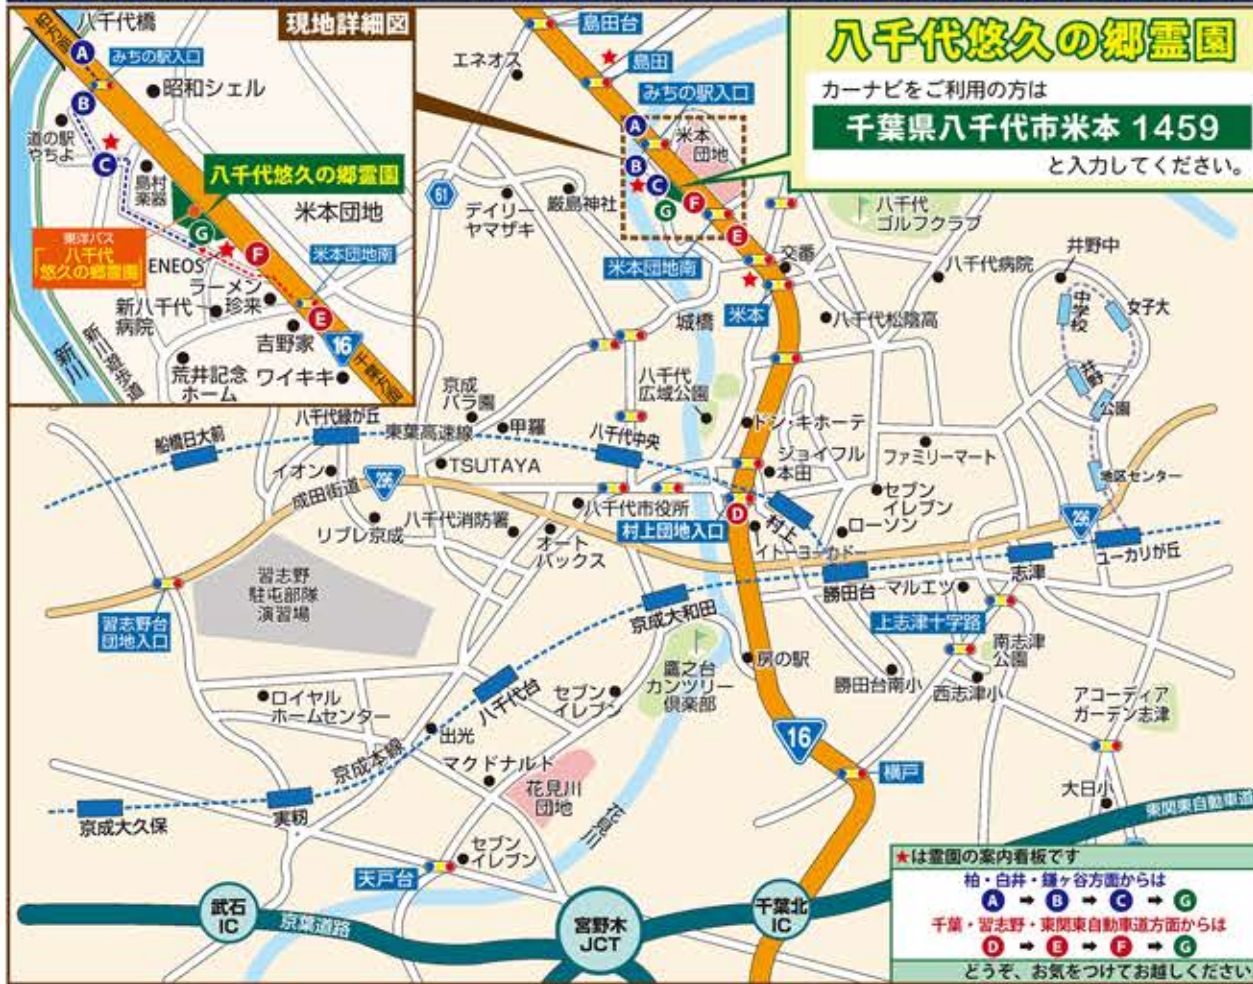 現地詳細図
八千代橋
柏方面
A
みちの駅入口
昭和シェル
B
道の駅
やちよ
C
島村
楽器
八千代悠久の郷霊園
米本団地
G
東洋バス
八千代
悠久の郷霊園
F
米本団地南
ENEOS
ラーメン
珍来
新八千代
病院
E
吉野家
16
千葉方面
新川
新川遊歩道
荒井記念
ホーム
ワイキキ
八千代悠久の郷霊園
カーナビをご利用の方は
千葉県八千代市米本 1459
と入力してください。
島田台
エネオス
島田
みちの駅入口
A
米本
団地
B
C
F
G
E
61
デイリー
ヤマザキ
厳島神社
米本団地南
八千代
ゴルフクラブ
交番
八千代病院
井野中
中学校
女子大
米本
城橋
八千代松陰高
井野
公園
地区センター
京成
バラ園
八千代
広域公園
八千代緑が丘
東葉高速線
甲羅
八千代中央
ドン・キホーテ
船橋日大前
イオン
TSUTAYA
ジョイフル
本田
ファミリーマート
成田街道
296
八千代市役所
セブン
イレブン
リブレ京成
八千代消防署
オート
バックス
村上団地入口
D
村上
ローソン
イトーヨーカドー
296
ユーカリが丘
志津
習志野
駐屯部隊
演習場
勝田台
マルエツ
習志野台
団地入口
京成大和田
上志津十字路
南志津
公園
房の駅
鷹之台
カンツリー
倶楽部
勝田台南小
西志津小
八千代台
セブン
イレブン
ロイヤル
ホームセンター
アコーディア
ガーデン志津
出光
16
京成本線
マクドナルド
花見川
団地
横戸
花見川
大日小
京成大久保
実籾
東関東自動車道
セブン
イレブン
天戸台
武石
IC
京葉道路
宮野木
JCT
千葉北
IC
★は霊園の案内看板です
柏・白井・鎌ヶ谷方面からは
A ➡ B ➡ C ➡ G
千葉・習志野・東関東自動車道方面からは
D ➡ E ➡ F ➡ G
どうぞ、お気をつけてお越しください